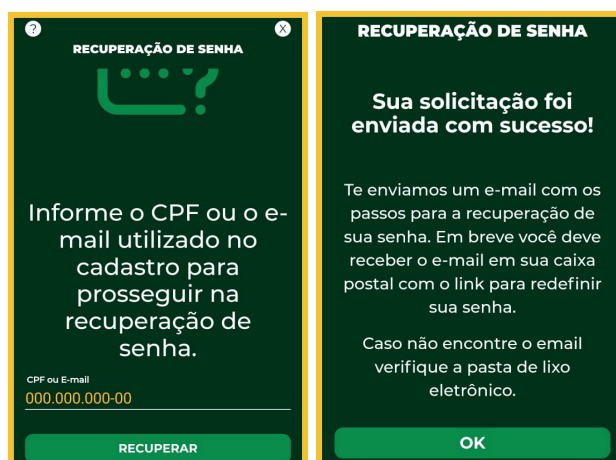 ?
X
RECUPERAÇÃO DE SENHA
?
Informe o CPF ou o e-
mail utilizado no
cadastro para
prosseguir na
recuperação de
senha.
CPF ou E-mail
000.000.000-00
RECUPERAR
RECUPERAÇÃO DE SENHA
Sua solicitação foi
enviada com sucesso!
Te enviamos um e-mail com os
passos para a recuperação de
sua senha. Em breve você deve
receber o e-mail em sua caixa
postal com o link para redefinir
sua senha.
Caso não encontre o email
verifique a pasta de lixo
eletrônico.
OK